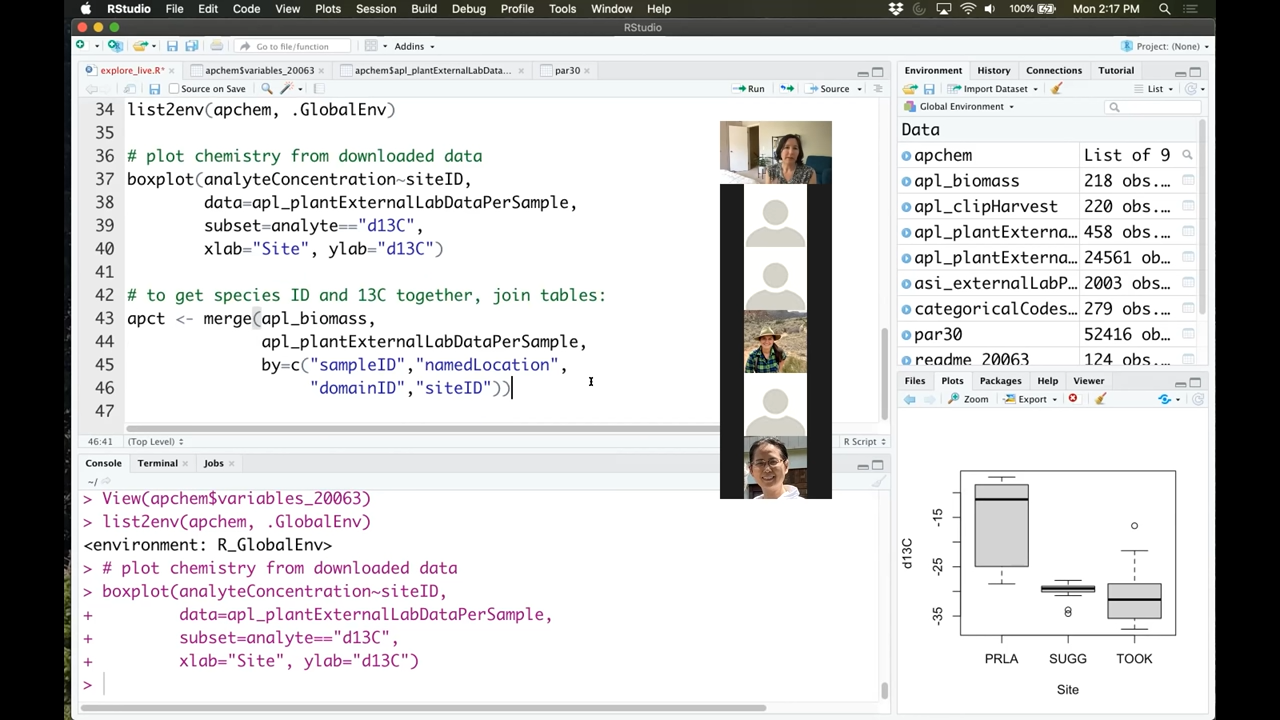 RStudio File Edit Code View Plots Session Build Debug Profile Tools Window Help 100% Mon 2:17 PM
RStudio
Go to file/function Addins Project: (None)
explore_live.R* apchem$variables_20063 apchem$apl_plantExternalLabData... par30
Source on Save Run Source
34 list2env(apchem, .GlobalEnv)
35
36 # plot chemistry from downloaded data
37 boxplot(analyteConcentration~siteID,
38 data=apl_plantExternalLabDataPerSample,
39 subset=analyte=="d13C",
40 xlab="Site", ylab="d13C")
41
42 # to get species ID and 13C together, join tables:
43 apct <- merge(apl_biomass,
44 apl_plantExternalLabDataPerSample,
45 by=c("sampleID","namedLocation",
46 "domainID","siteID"))
47
46:41 (Top Level) R Script
Console Terminal Jobs
~/
> View(apchem$variables_20063)
> list2env(apchem, .GlobalEnv)
<environment: R_GlobalEnv>
> # plot chemistry from downloaded data
> boxplot(analyteConcentration~siteID,
+ data=apl_plantExternalLabDataPerSample,
+ subset=analyte=="d13C",
+ xlab="Site", ylab="d13C")
>
Environment History Connections Tutorial
Import Dataset List
Global Environment
Data
apchem List of 9
apl_biomass 218 obs....
apl_clipHarvest 220 obs....
apl_plantExterna... 458 obs....
apl_plantExterna... 24561 ob...
asi_externalLabP... 2003 obs...
categoricalCodes... 279 obs....
par30 52416 ob...
readme_20063 124 obs....
Files Plots Packages Help Viewer
Zoom Export
d13C
-15
-25
-35
PRLA SUGG TOOK
Site